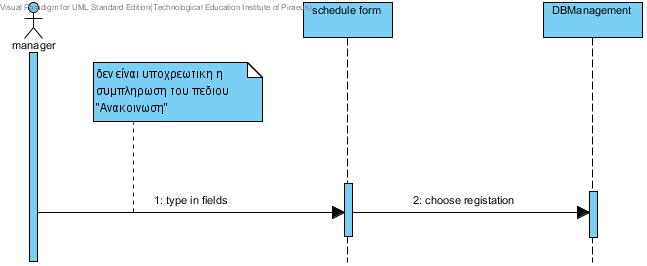 Visual Paradigm for UML Standard Edition(Technological Education Institute of Piraeus)
schedule form
DBManagement
manager
δεν είναι υποχρεωτικη η
συμπληρωση του πεδιου
"Ανακοινωση"
1: type in fields
2: choose registation